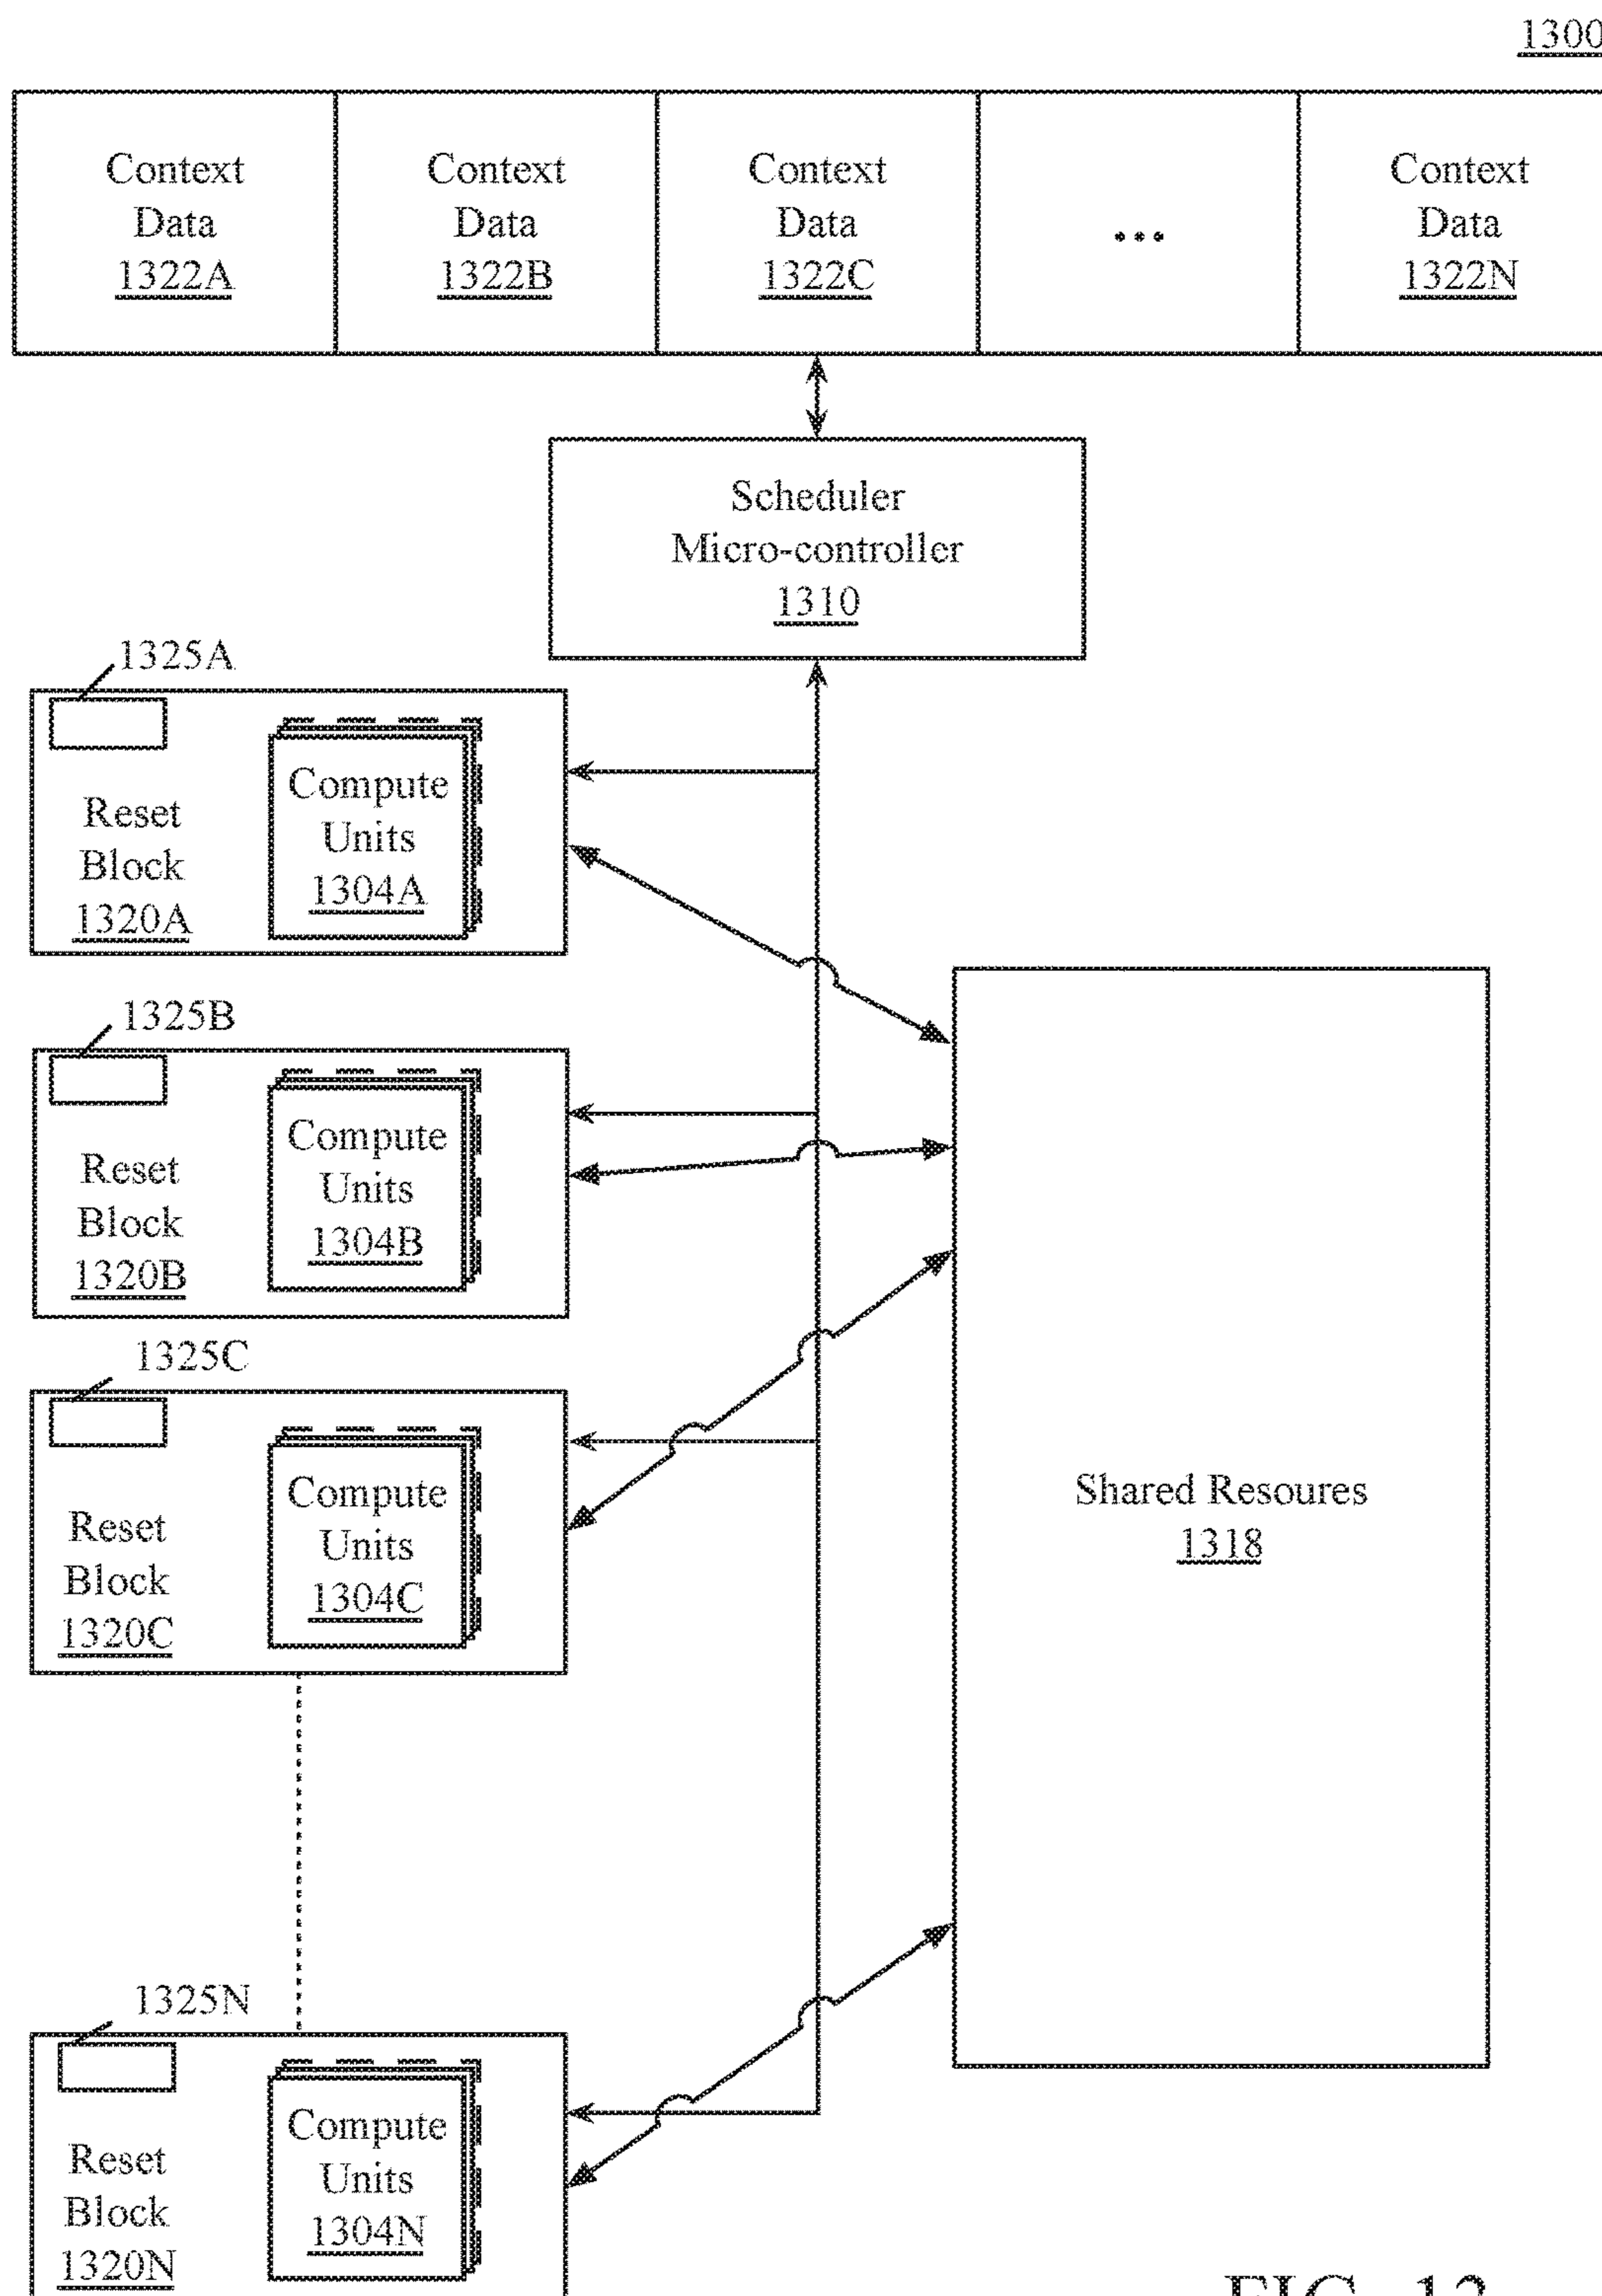 1300
Context
Data
1322A
Context
Data
1322B
Context
Data
1322C
...
Context
Data
1322N
Scheduler
Micro-controller
1310
1325A
Reset
Block
1320A
Compute
Units
1304A
1325B
Reset
Block
1320B
Compute
Units
1304B
1325C
Reset
Block
1320C
Compute
Units
1304C
Shared Resoures
1318
1325N
Reset
Block
1320N
Compute
Units
1304N
FIG. 13